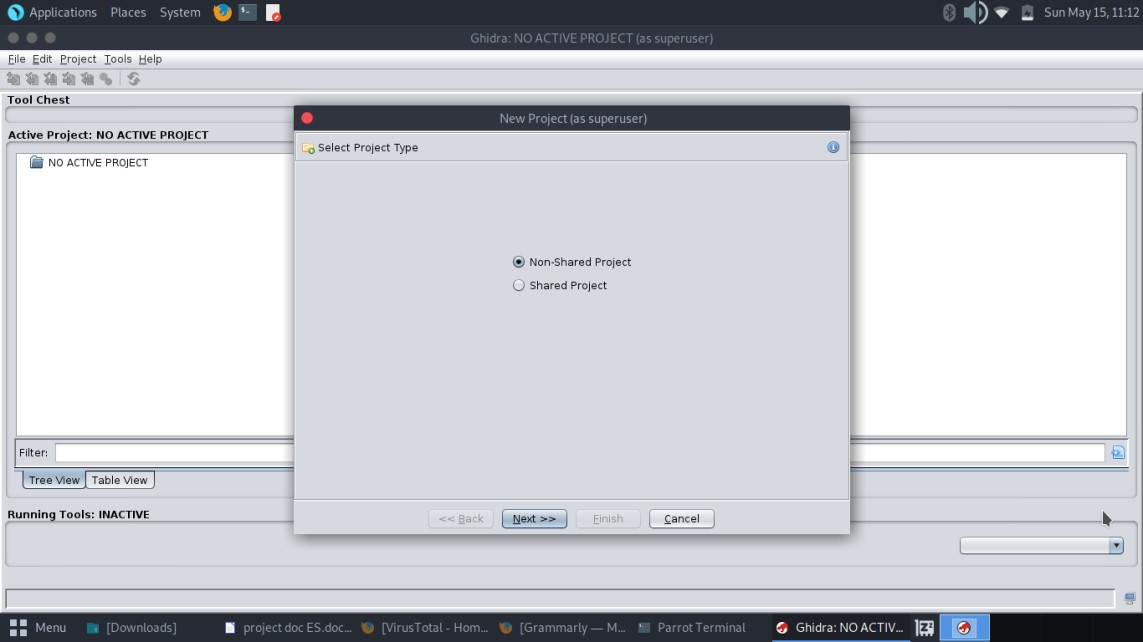 Applications Places System Sun May 15, 11:12
Ghidra: NO ACTIVE PROJECT (as superuser)
File Edit Project Tools Help
Tool Chest
New Project (as superuser)
Active Project: NO ACTIVE PROJECT
Select Project Type
NO ACTIVE PROJECT
Non-Shared Project
Shared Project
Filter:
Tree View Table View
Running Tools: INACTIVE
<< Back Next >> Finish Cancel
Menu [Downloads] project doc ES.doc... [VirusTotal - Hom... [Grammarly — M... Parrot Terminal Ghidra: NO ACTIV...